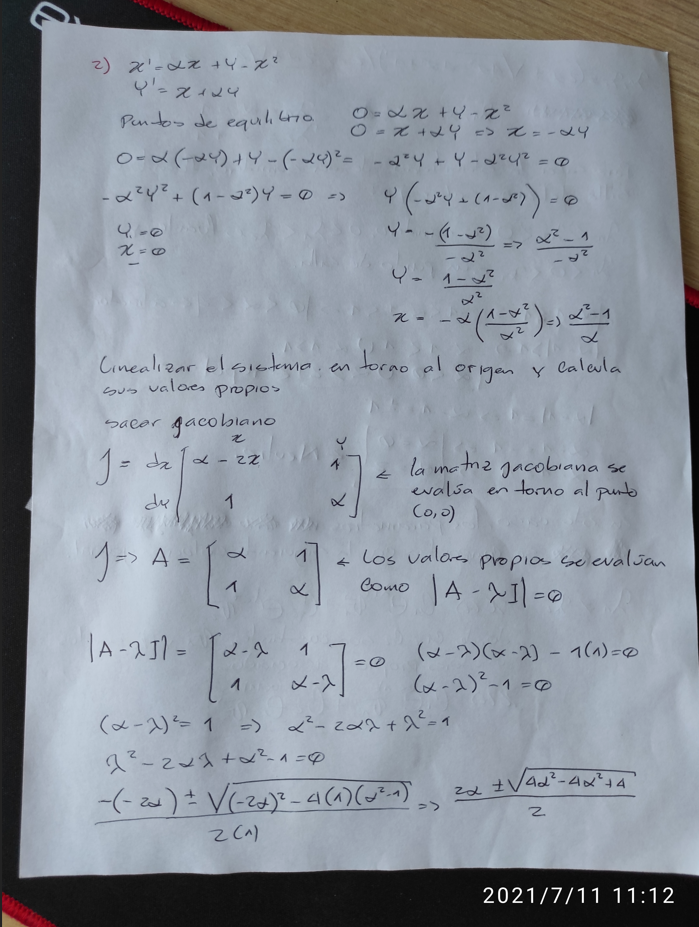 2) x' = αx + y - x²
y' = x + αy
Puntos de equilibrio 0 = αx + y - x²
0 = x + αy => x = -αy
0 = α(-αy) + y - (-αy)² = -α²y + y - α²y² = 0
-α²y² + (1 - α²)y = 0 => y(-α²y + (1 - α²)) = 0
y = 0
x = 0
y = -(1 - α²)/-α² => α² - 1/-α²
y = 1 - α²/α²
x = -α(1 - α²/α²) => α² - 1/α
Linealizar el sistema en torno al origen y calcula
sus valores propios
sacar jacobiano
x y
J = dx [α - 2x 1] ← la matriz jacobiana se
evalúa en torno al punto
dy [1 α] (0,0)
J => A = [α 1] ← Los valores propios se evalúan
[1 α] como |A - λI| = 0
|A - λI| = [α - λ 1] = 0 (α - λ)(α - λ) - 1(1) = 0
[1 α - λ] (α - λ)² - 1 = 0
(α - λ)² = 1 => α² - 2αλ + λ² = 1
λ² - 2αλ + α² - 1 = 0
-(-2α) ± √((-2α)² - 4(1)(α² - 1))/2(1) => 2α ± √(4α² - 4α² + 4)/2
2021/7/11 11:12